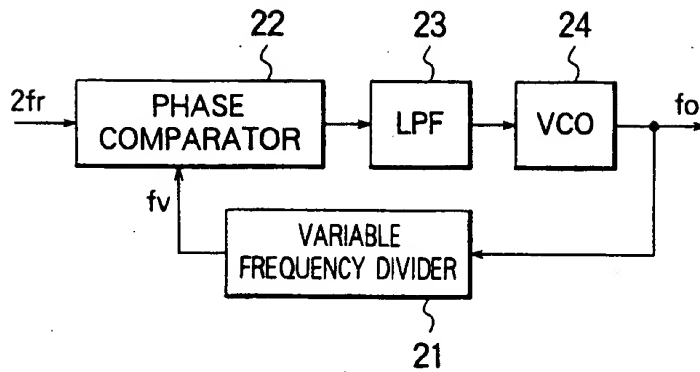 22
23
24
2fr
PHASE
COMPARATOR
LPF
VCO
fo
fv
VARIABLE
FREQUENCY DIVIDER
21